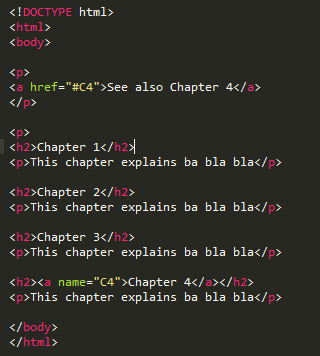 <!DOCTYPE html>
<html>
<body>
<p>
<a href="#C4">See also Chapter 4</a>
</p>
<p>
<h2>Chapter 1</h2>
<p>This chapter explains ba bla bla</p>
<h2>Chapter 2</h2>
<p>This chapter explains ba bla bla</p>
<h2>Chapter 3</h2>
<p>This chapter explains ba bla bla</p>
<h2><a name="C4">Chapter 4</a></h2>
<p>This chapter explains ba bla bla</p>
</body>
</html>